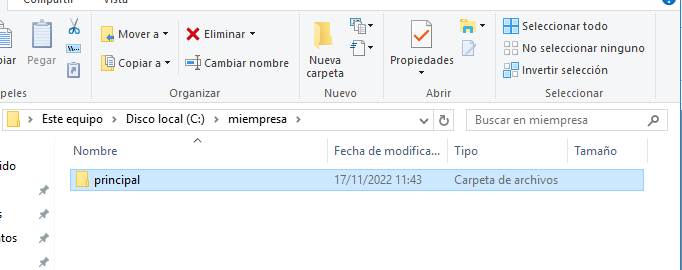 Compartir Vista
Mover a
Eliminar
Seleccionar todo
Pegar
Copiar a
Cambiar nombre
Nueva
carpeta
Propiedades
No seleccionar ninguno
Invertir selección
Organizar
Nuevo
Abrir
Seleccionar
Este equipo > Disco local (C:) > miempresa >
Buscar en miempresa
Nombre
Fecha de modifica...
Tipo
Tamaño
principal
17/11/2022 11:43
Carpeta de archivos